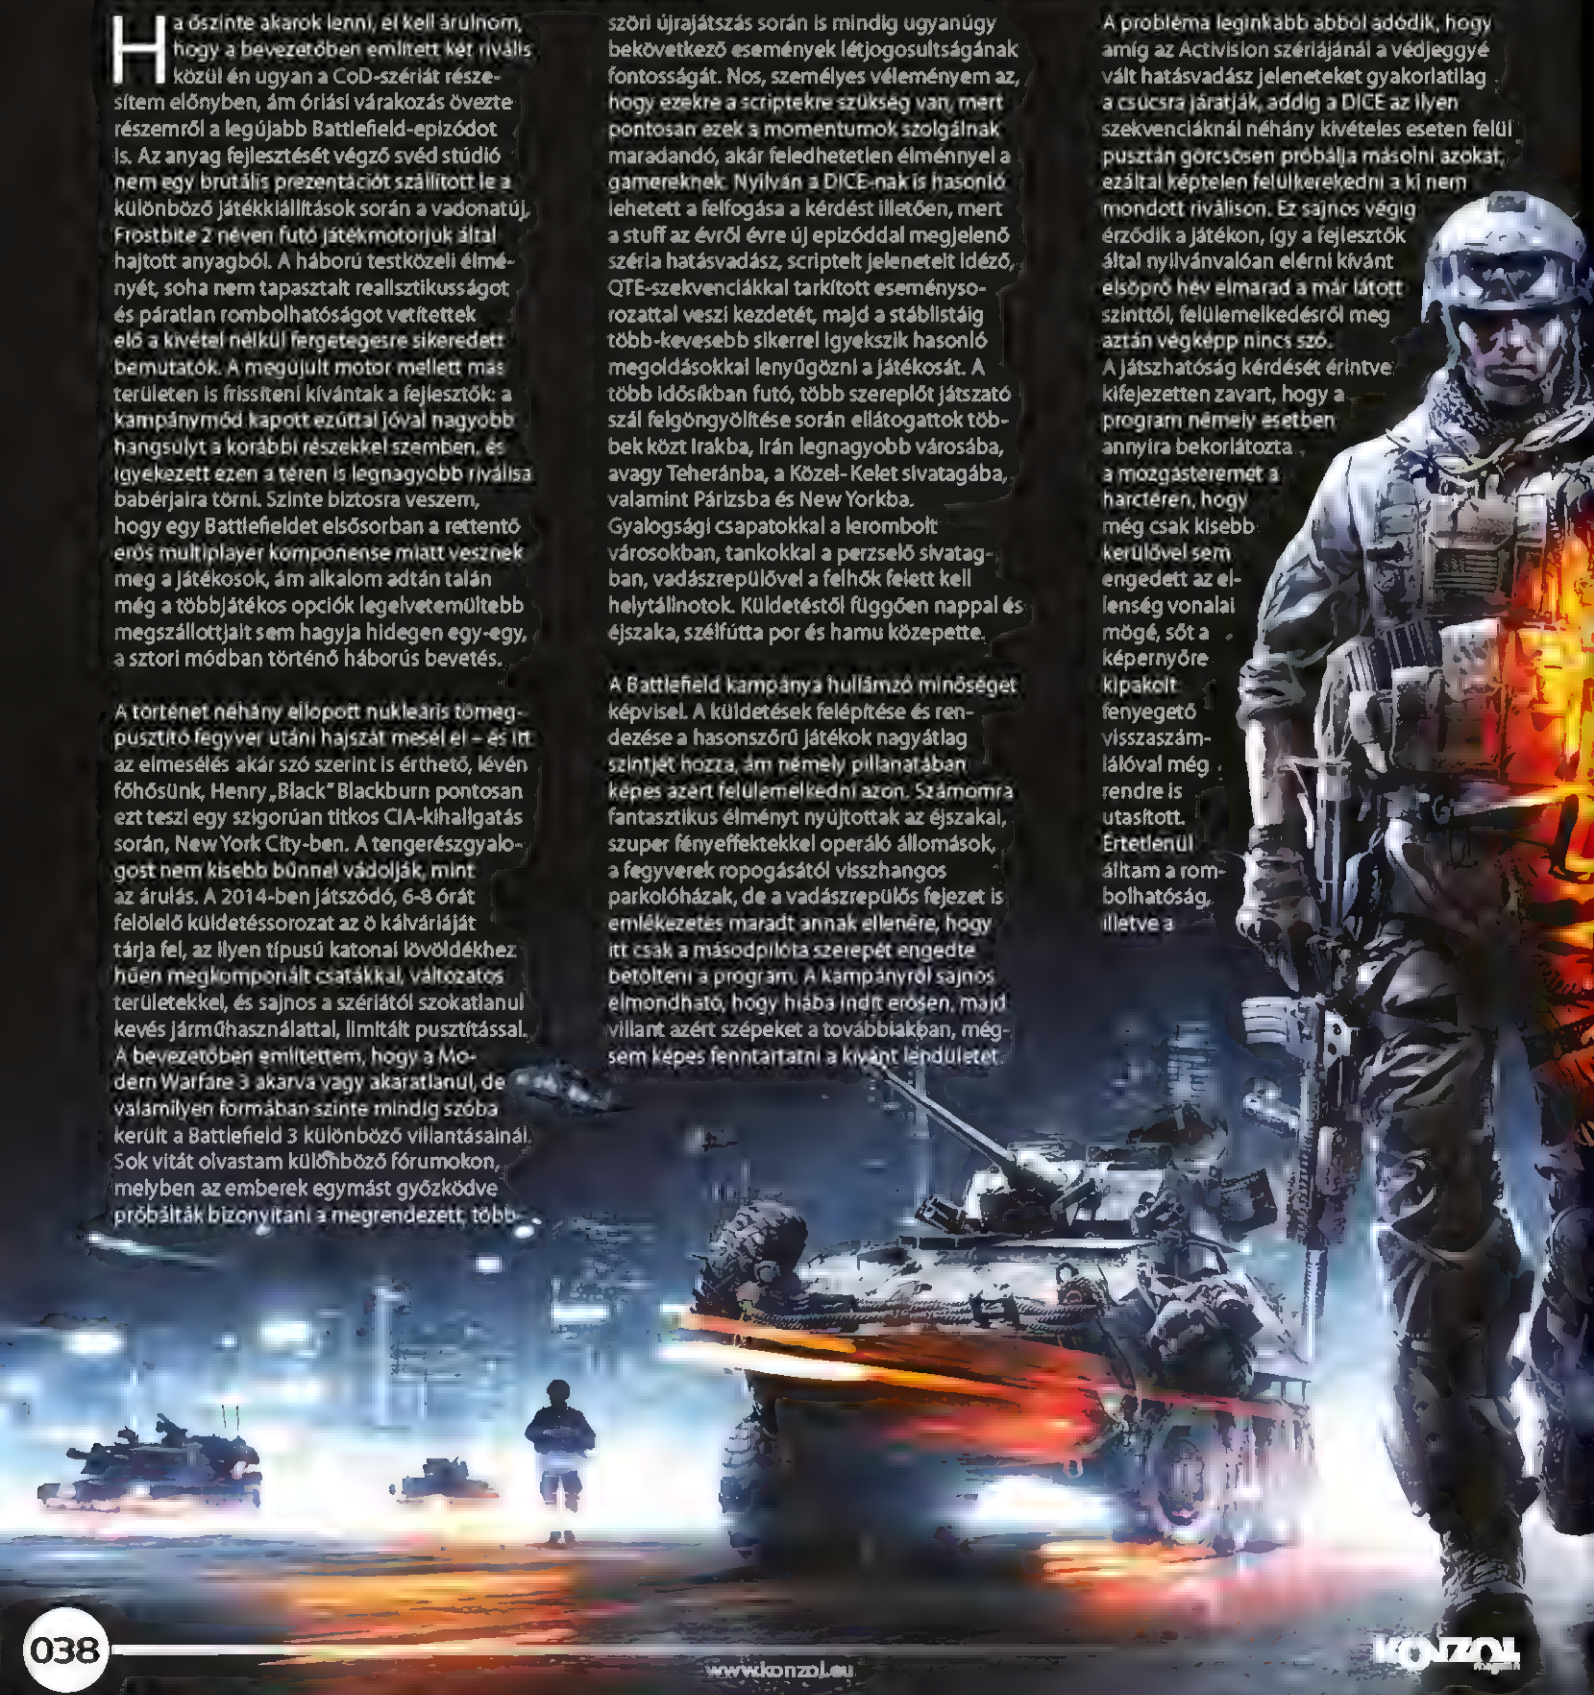 Ha őszinte akarok lenni, el kell árulnom,
hogy a bevezetőben említett két rivális
közül én ugyan a CoD-szériát része-
sítem előnyben, ám óriási várakozás övezte
részemről a legújabb Battlefield-epizódot
is. Az anyag fejlesztését végző svéd stúdió
nem egy brutális prezentációt szállított le a
különböző játékkiállítások során a vadonatúj,
Frostbite 2 néven futó játékmotorjuk által
hajtott anyagból. A háború testközeli élmé-
nyét, soha nem tapasztalt realisztikusságot
és páratlan rombolhatóságot vetítettek
elő a kivétel nélkül fergetegesre sikeredett
bemutatók. A megújult motor mellett más
területen is frissíteni kívántak a fejlesztők: a
kampánymód kapott ezúttal jóval nagyobb
hangsúlyt a korábbi részekkel szemben, és
igyekezett ezen a téren is legnagyobb riválisa
babérjaira törni. Szinte biztosra veszem,
hogy egy Battlefieldet elsősorban a rettentő
erős multiplayer komponense miatt vesznek
meg a játékosok, ám alkalom adtán talán
még a többjátékos opciók legelvetemültebb
megszállottjait sem hagyja hidegen egy-egy,
a sztori módban történő háborús bevetés.
A történet néhány ellopott nukleáris tömeg-
pusztító fegyver utáni hajszát mesél el – és itt
az elmesélés akár szó szerint is érthető, lévén
főhősünk, Henry „Black” Blackburn pontosan
ezt teszi egy szigorúan titkos CIA-kihallgatás
során, New York City-ben. A tengerészgyalo-
gost nem kisebb bűnnel vádolják, mint
az árulás. A 2014-ben játszódó, 6-8 órát
felölelő küldetéssorozat az ő kálváriáját
tárja fel, az ilyen típusú katonai lövöldékhez
hűen megkomponált csatákkal, változatos
területekkel, és sajnos a szériától szokatlanul
kevés járműhasználattal, limitált pusztítással.
A bevezetőben említettem, hogy a Mo-
dern Warfare 3 akarva vagy akaratlanul, de
valamilyen formában szinte mindig szóba
került a Battlefield 3 különböző villantásainál.
Sok vitát olvastam különböző fórumokon,
melyben az emberek egymást győzködve
próbálták bizonyítani a megrendezett, több-
szöri újrajátszás során is mindig ugyanúgy
bekövetkező események létjogosultságának
fontosságát. Nos, személyes véleményem az,
hogy ezekre a scriptekre szükség van, mert
pontosan ezek a momentumok szolgálnak
maradandó, akár feledhetetlen élménnyel a
gamereknek. Nyilván a DICE-nak is hasonló
lehetett a felfogása a kérdést illetően, mert
a stuff az évről évre új epizóddal megjelenő
széria hatásvadász, scriptelt jeleneteit idéző,
QTE-szekvenciákkal tarkított eseményso-
rozattal veszi kezdetét, majd a stáblistáig
több-kevesebb sikerrel igyekszik hasonló
megoldásokkal lenyűgözni a játékosát. A
több idősíkban futó, több szereplőt játszató
szál felgöngyölítése során ellátogattok töb-
bek közt Irakba, Irán legnagyobb városába,
avagy Teheránba, a Közel-Kelet sivatagába,
valamint Párizsba és New Yorkba.
Gyalogsági csapatokkal a lerombolt
városokban, tankokkal a perzselő sivatag-
ban, vadászrepülővel a felhők felett kell
helytállnotok. Küldetéstől függően nappal és
éjszaka, szélfútta por és hamu közepette.
A Battlefield kampánya hullámzó minőséget
képvisel. A küldetések felépítése és ren-
dezése a hasonszőrű játékok nagyátlag
szintjét hozza, ám némely pillanatában
képes azért felülemelkedni azon. Számomra
fantasztikus élményt nyújtottak az éjszakai,
szuper fényeffektekkel operáló állomások,
a fegyverek ropogásától visszhangos
parkolóházak, de a vadászrepülős fejezet is
emlékezetes maradt annak ellenére, hogy
itt csak a másodpilóta szerepét engedte
betölteni a program. A kampányról sajnos
elmondható, hogy hiába indít erősen, majd
villant azért szépeket a továbbiakban, még-
sem képes fenntartatni a kívánt lendületet.
A probléma leginkább abból adódik, hogy
amíg az Activision szériájánál a védjeggyé
vált hatásvadász jeleneteket gyakorlatilag
a csúcsra járatják, addig a DICE az ilyen
szekvenciáknál néhány kivételes eseten felül
pusztán görcsösen próbálja másolni azokat,
ezáltal képtelen felülkerekedni a ki nem
mondott riválison. Ez sajnos végig
érződik a játékon, így a fejlesztők
által nyilvánvalóan elérni kívánt
elsöprő hév elmarad a már látott
szinttől, felülemelkedésről meg
aztán végképp nincs szó.
A játszhatóság kérdését érintve
kifejezetten zavart, hogy a
program némely esetben
annyira bekorlátozta
a mozgásteremet a
harctéren, hogy
még csak kisebb
kerülővel sem
engedett az el-
lenség vonalai
mögé, sőt a
képernyőre
kipakolt
fenyegető
visszaszám-
lálóval még
rendre is
utasított.
Értetlenül
álltam a rom-
bolhatóság,
illetve a
038
www.konzol.eu
KONZOL